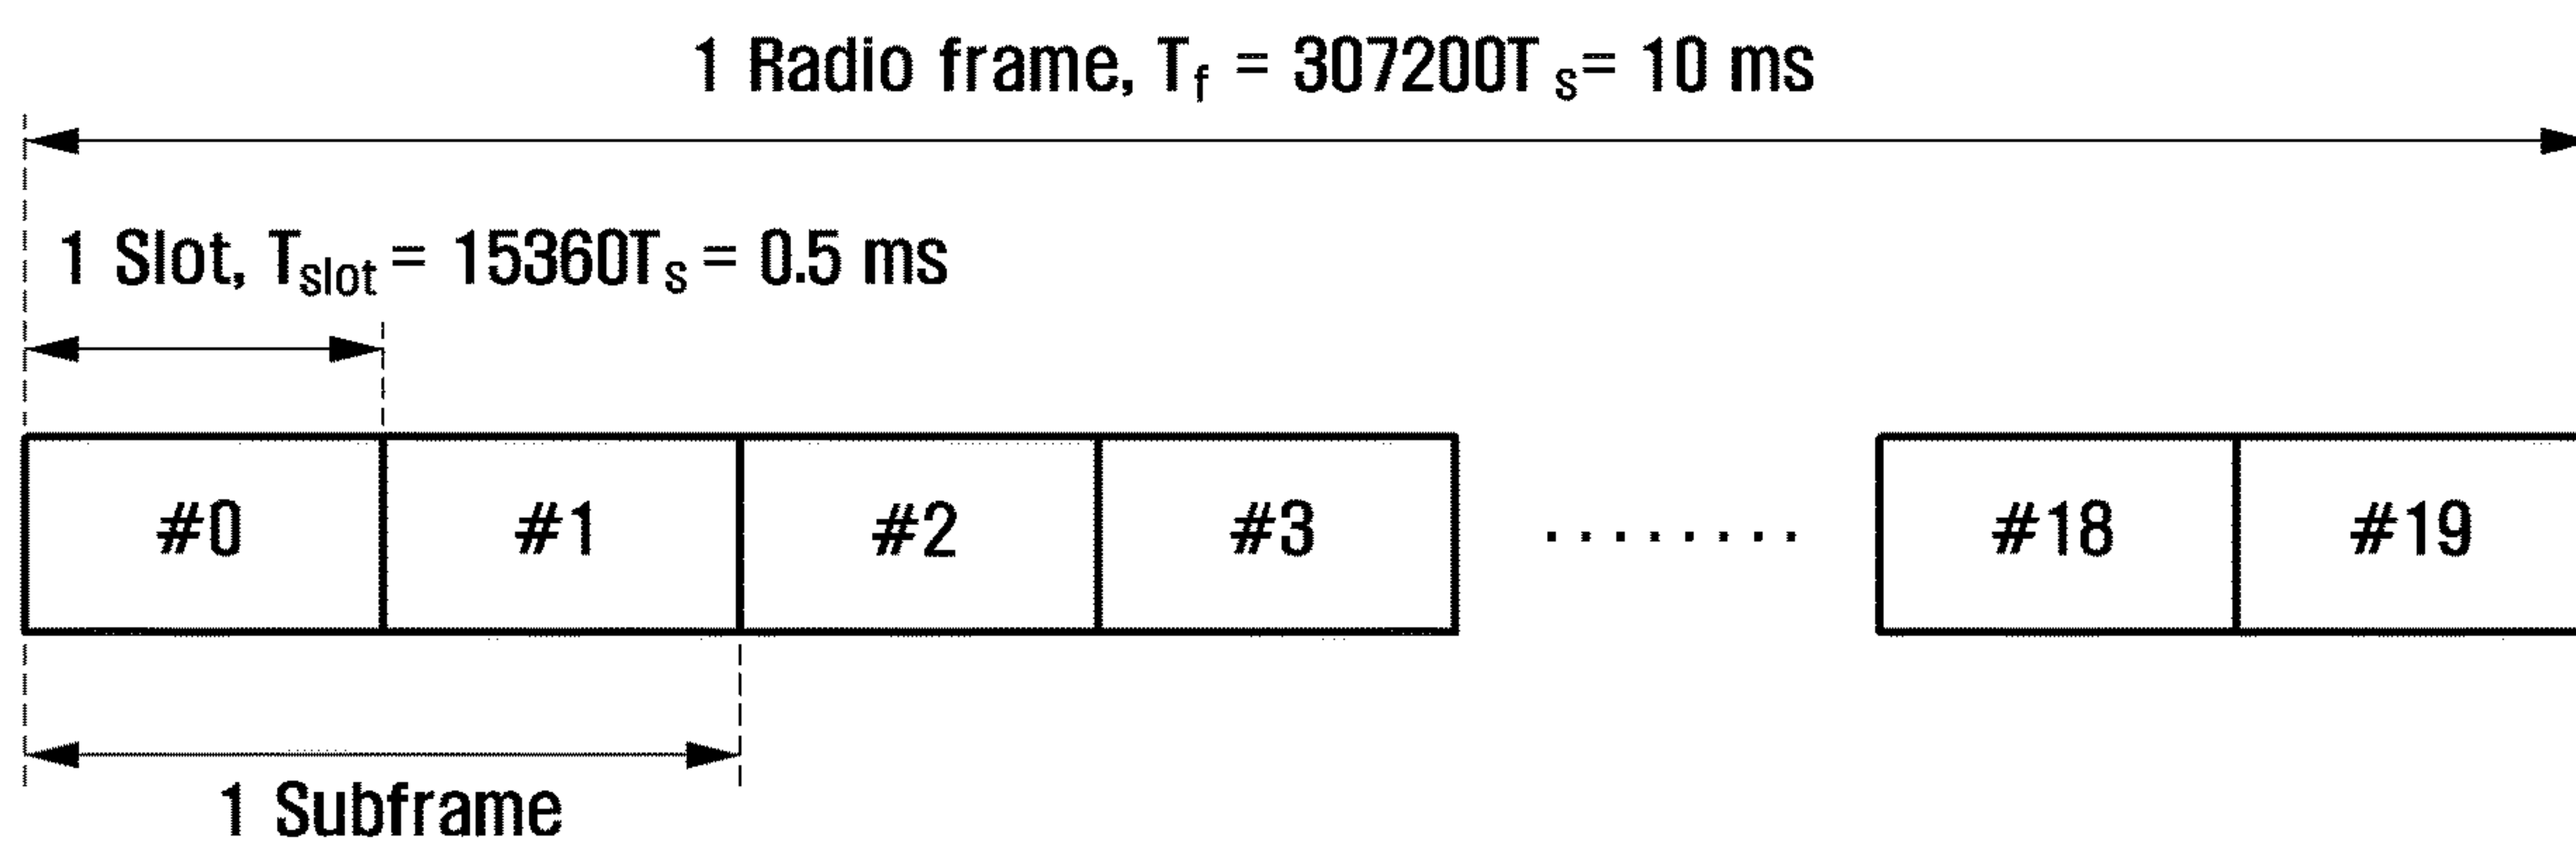 1 Radio frame, Tf = 307200Ts= 10 ms
1 Slot, Tslot = 15360Ts = 0.5 ms
#0 #1 #2 #3 ........ #18 #19
1 Subframe